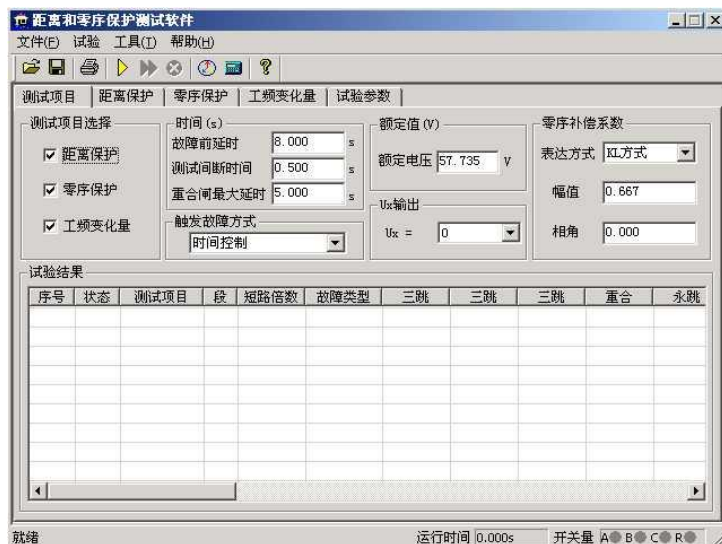 距离和零序保护测试软件
文件(F) 试验 工具(T) 帮助(H)
测试项目 距离保护 零序保护 工频变化量 试验参数
测试项目选择
距离保护
零序保护
工频变化量
时间(s)
故障前延时 8.000 s
测试间断时间 0.500 s
重合闸最大延时 5.000 s
触发故障方式
时间控制
额定值(V)
额定电压 57.735 V
Ux输出
Ux = 0
零序补偿系数
表达方式 KL方式
幅值 0.667
相角 0.000
试验结果
序号 状态 测试项目 段 短路倍数 故障类型 三跳 三跳 三跳 重合 永跳
就绪 运行时间 0.000s 开关量 A B C R